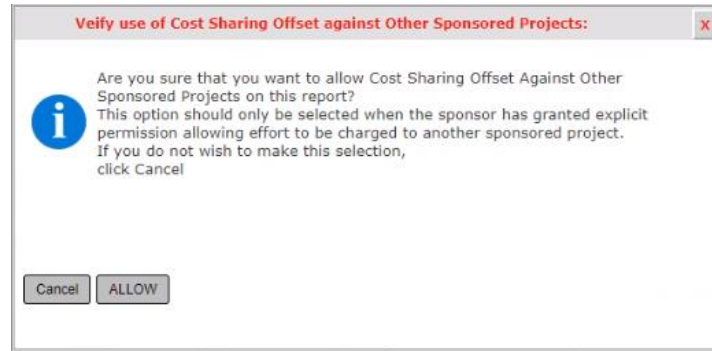 Veify use of Cost Sharing Offset against Other Sponsored Projects:
X
Are you sure that you want to allow Cost Sharing Offset Against Other
Sponsored Projects on this report?
This option should only be selected when the sponsor has granted explicit
permission allowing effort to be charged to another sponsored project.
If you do not wish to make this selection,
click Cancel
Cancel
ALLOW